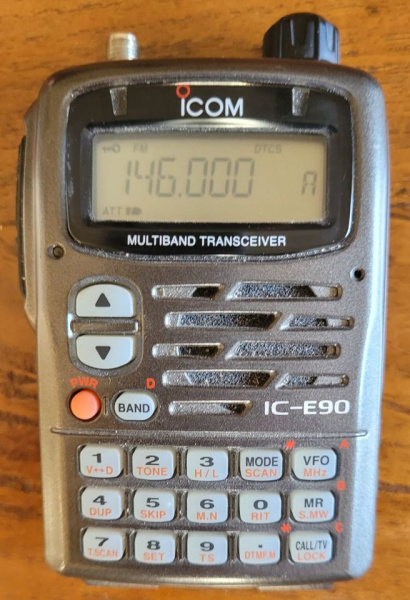 ICOM
FM DTCS
146.000 A
ATT
MULTIBAND TRANSCEIVER
PWR
D
BAND
IC-E90
# A
1 2 3 MODE VFO
V↔D TONE H/L SCAN MHz
B
4 5 6 0 MR
DUP SKIP M.N RIT S.MW
* C
7 8 9 . CALL/TV
T.SCAN SET TS DTMF.M LOCK